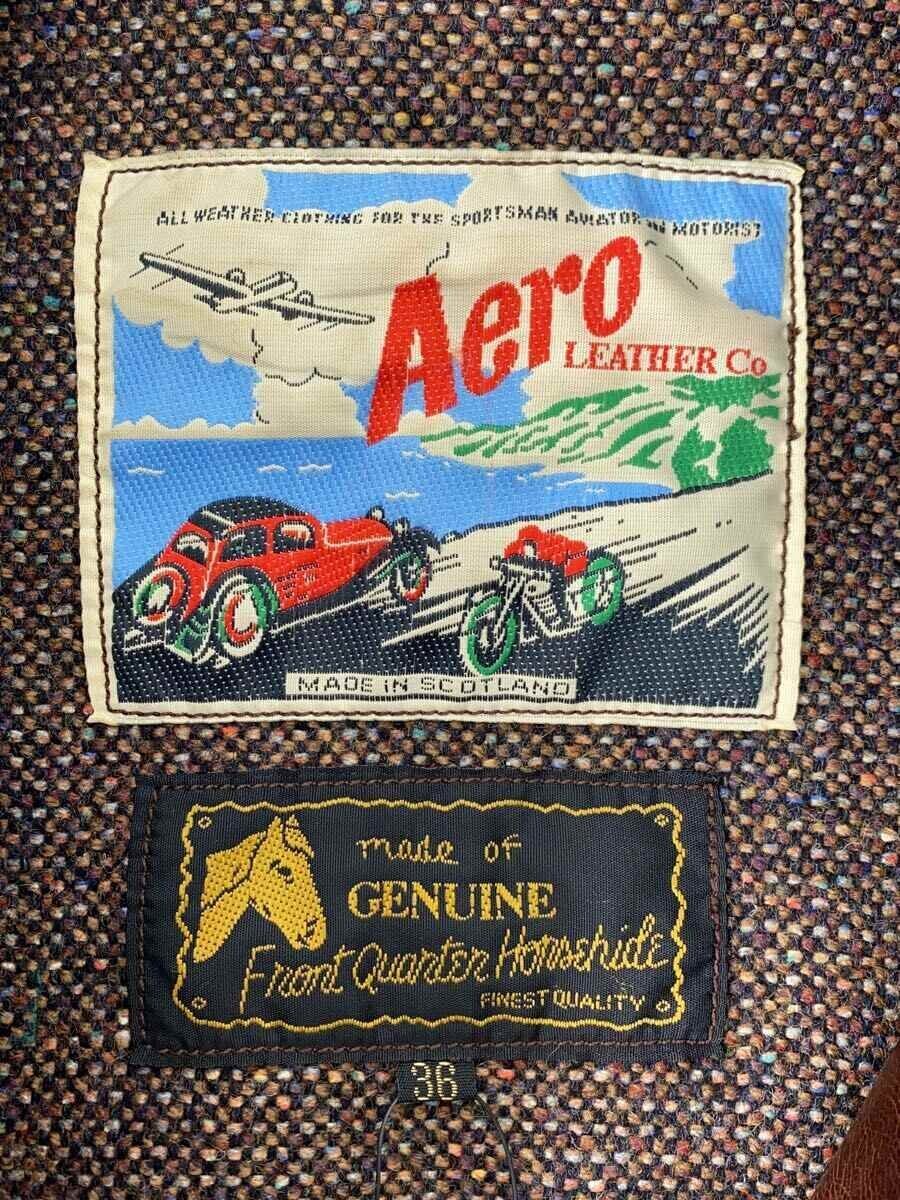 ALL WEATHER CLOTHING FOR THE SPORTSMAN AVIATOR OR MOTORIST
Aero
LEATHER Co
MADE IN SCOTLAND
made of
GENUINE
Front Quarter Horsehide
FINEST QUALITY
36